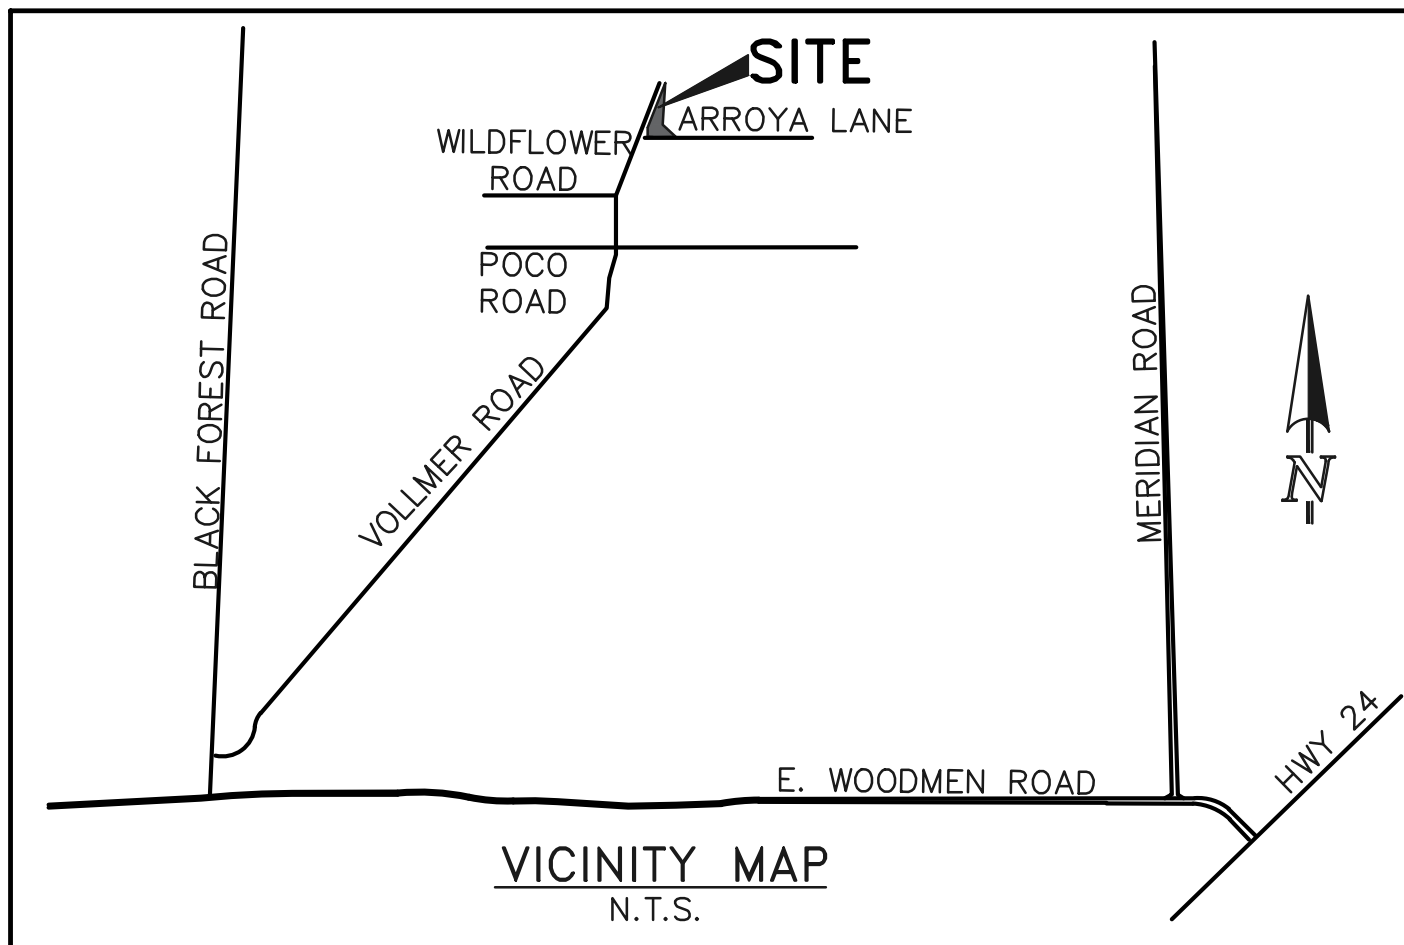 SITE
ARROYA LANE
WILDFLOWER
ROAD
POCO
ROAD
BLACK FOREST ROAD
VOLLMER ROAD
MERIDIAN ROAD
N
HWY 24
E. WOODMEN ROAD
VICINITY MAP
N.T.S.